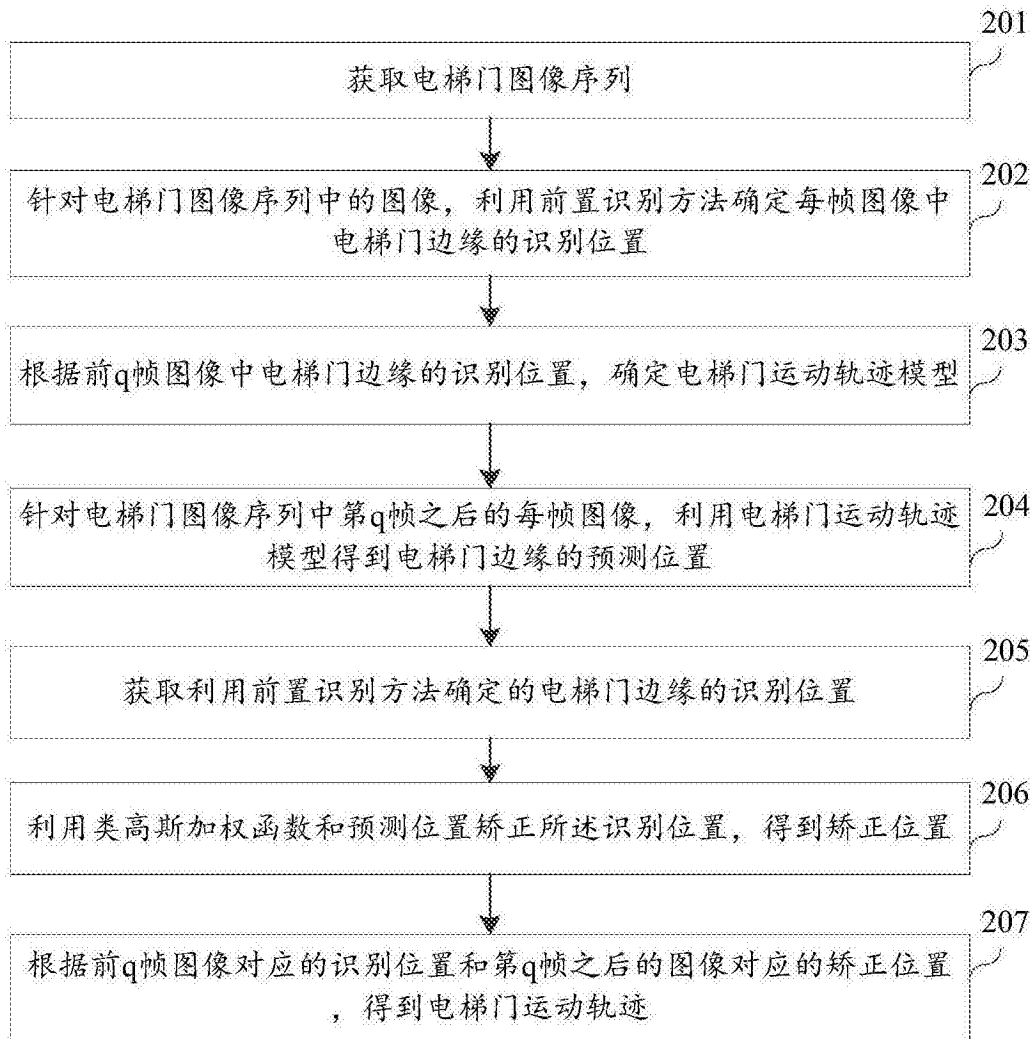 201
获取电梯门图像序列
202
针对电梯门图像序列中的图像，利用前置识别方法确定每帧图像中
电梯门边缘的识别位置
203
根据前q帧图像中电梯门边缘的识别位置，确定电梯门运动轨迹模型
204
针对电梯门图像序列中第q帧之后的每帧图像，利用电梯门运动轨迹
模型得到电梯门边缘的预测位置
205
获取利用前置识别方法确定的电梯门边缘的识别位置
206
利用类高斯加权函数和预测位置矫正所述识别位置，得到矫正位置
207
根据前q帧图像对应的识别位置和第q帧之后的图像对应的矫正位置
，得到电梯门运动轨迹